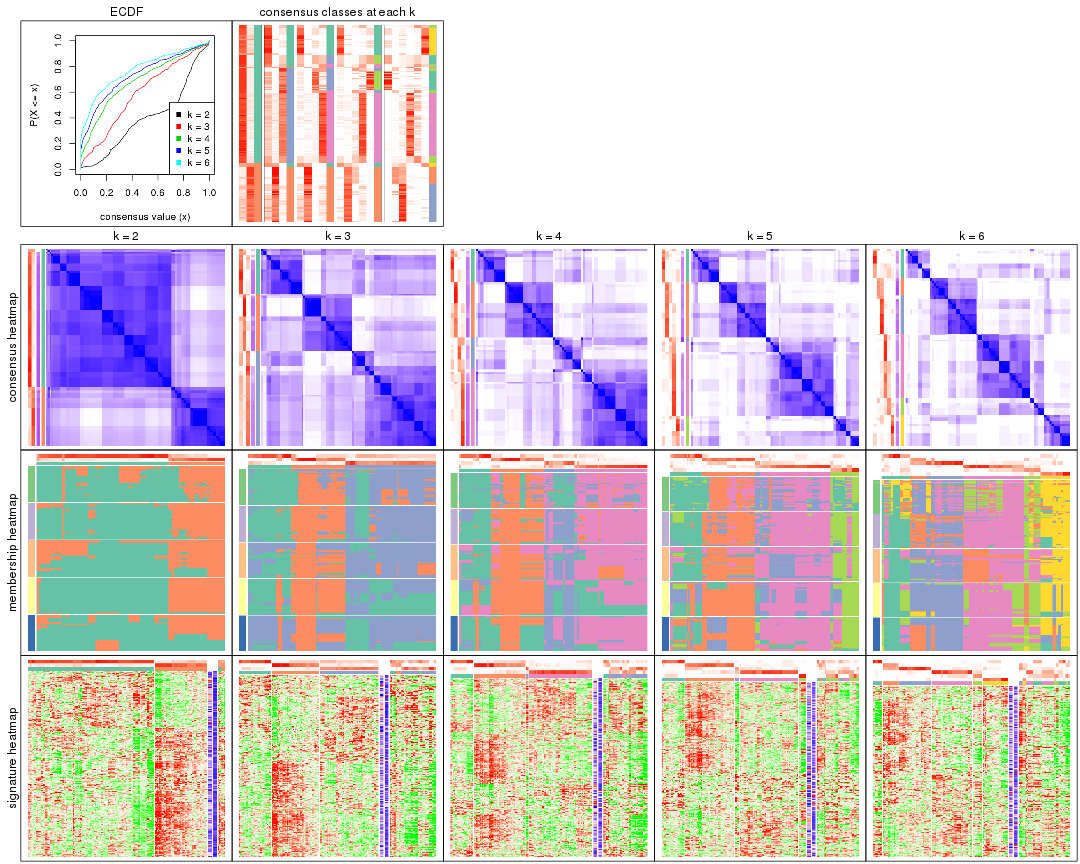 ECDF
consensus classes at each k
P(X <= x)
0.0 0.2 0.4 0.6 0.8 1.0
k = 2
k = 3
k = 4
k = 5
k = 6
0.0 0.2 0.4 0.6 0.8 1.0
consensus value (x)
k = 2
k = 3
k = 4
k = 5
k = 6
consensus heatmap
membership heatmap
signature heatmap